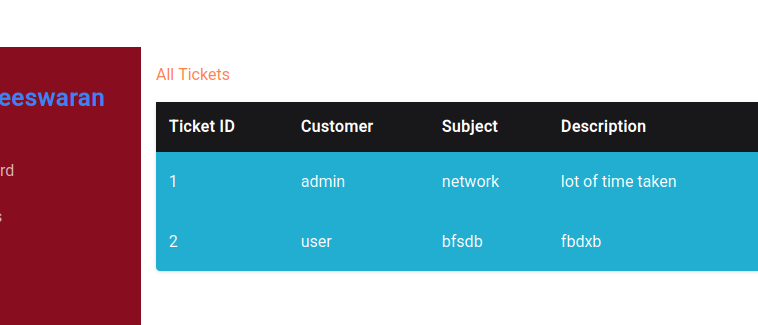 eeswaran
rd
s
All Tickets
Ticket ID Customer Subject Description
1 admin network lot of time taken
2 user bfsdb fbdxb